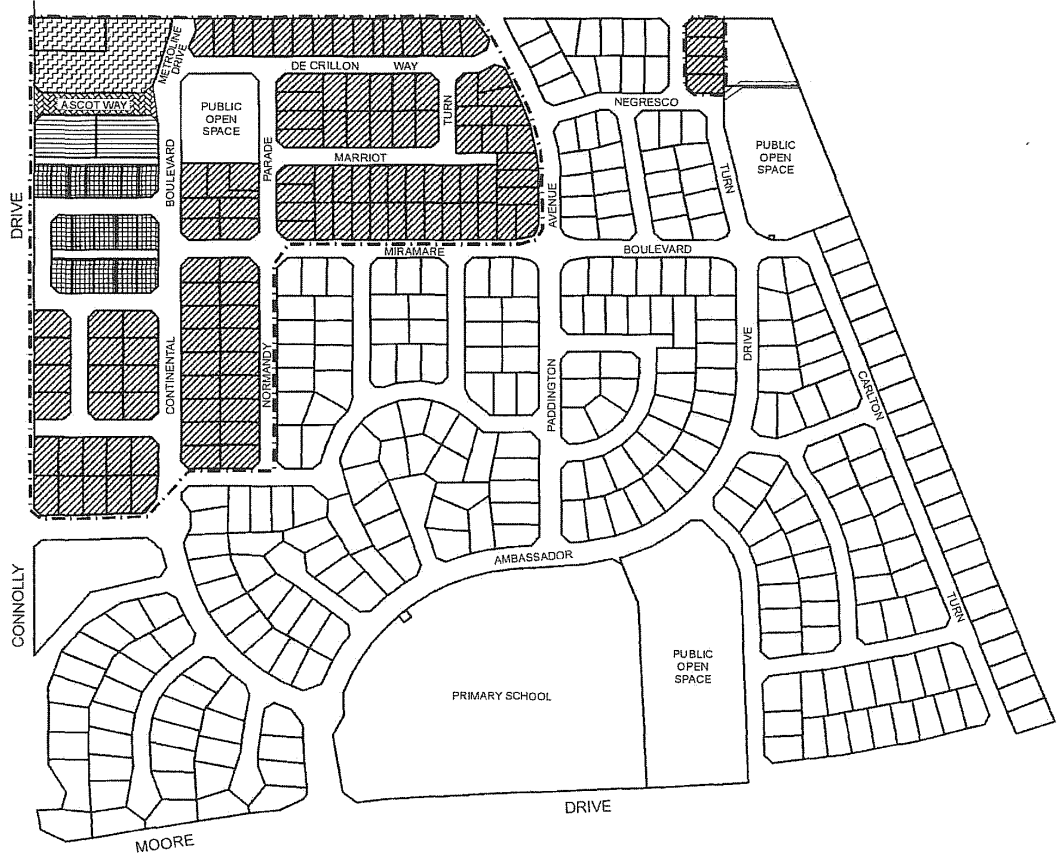 METROLINE
DRIVE
DE CRILLON WAY
ASCOT WAY
PUBLIC
OPEN
SPACE
TURN
NEGRESCO
PUBLIC
OPEN
SPACE
MARRIOT
BOULEVARD
PARADE
AVENUE
TURN
DRIVE
MIRAMARE
BOULEVARD
CONTINENTAL
NORMANDY
PADDINGTON
DRIVE
CARLTON
AMBASSADOR
CONNOLLY
TURN
PRIMARY SCHOOL
PUBLIC
OPEN
SPACE
DRIVE
MOORE